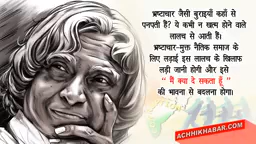 भ्रष्टाचार जैसी बुराइयाँ कहाँ से
पनपती हैं? ये कभी न खत्म होने वाले
लालच से आती हैं।
भ्रष्टाचार-मुक्त नैतिक समाज के
लिए लड़ाई इस लालच के खिलाफ
लड़ी जानी होगी और इसे
“ मैं क्या दे सकता हूँ ”
की भावना से बदलना होगा।
ACHHIKHABAR.COM